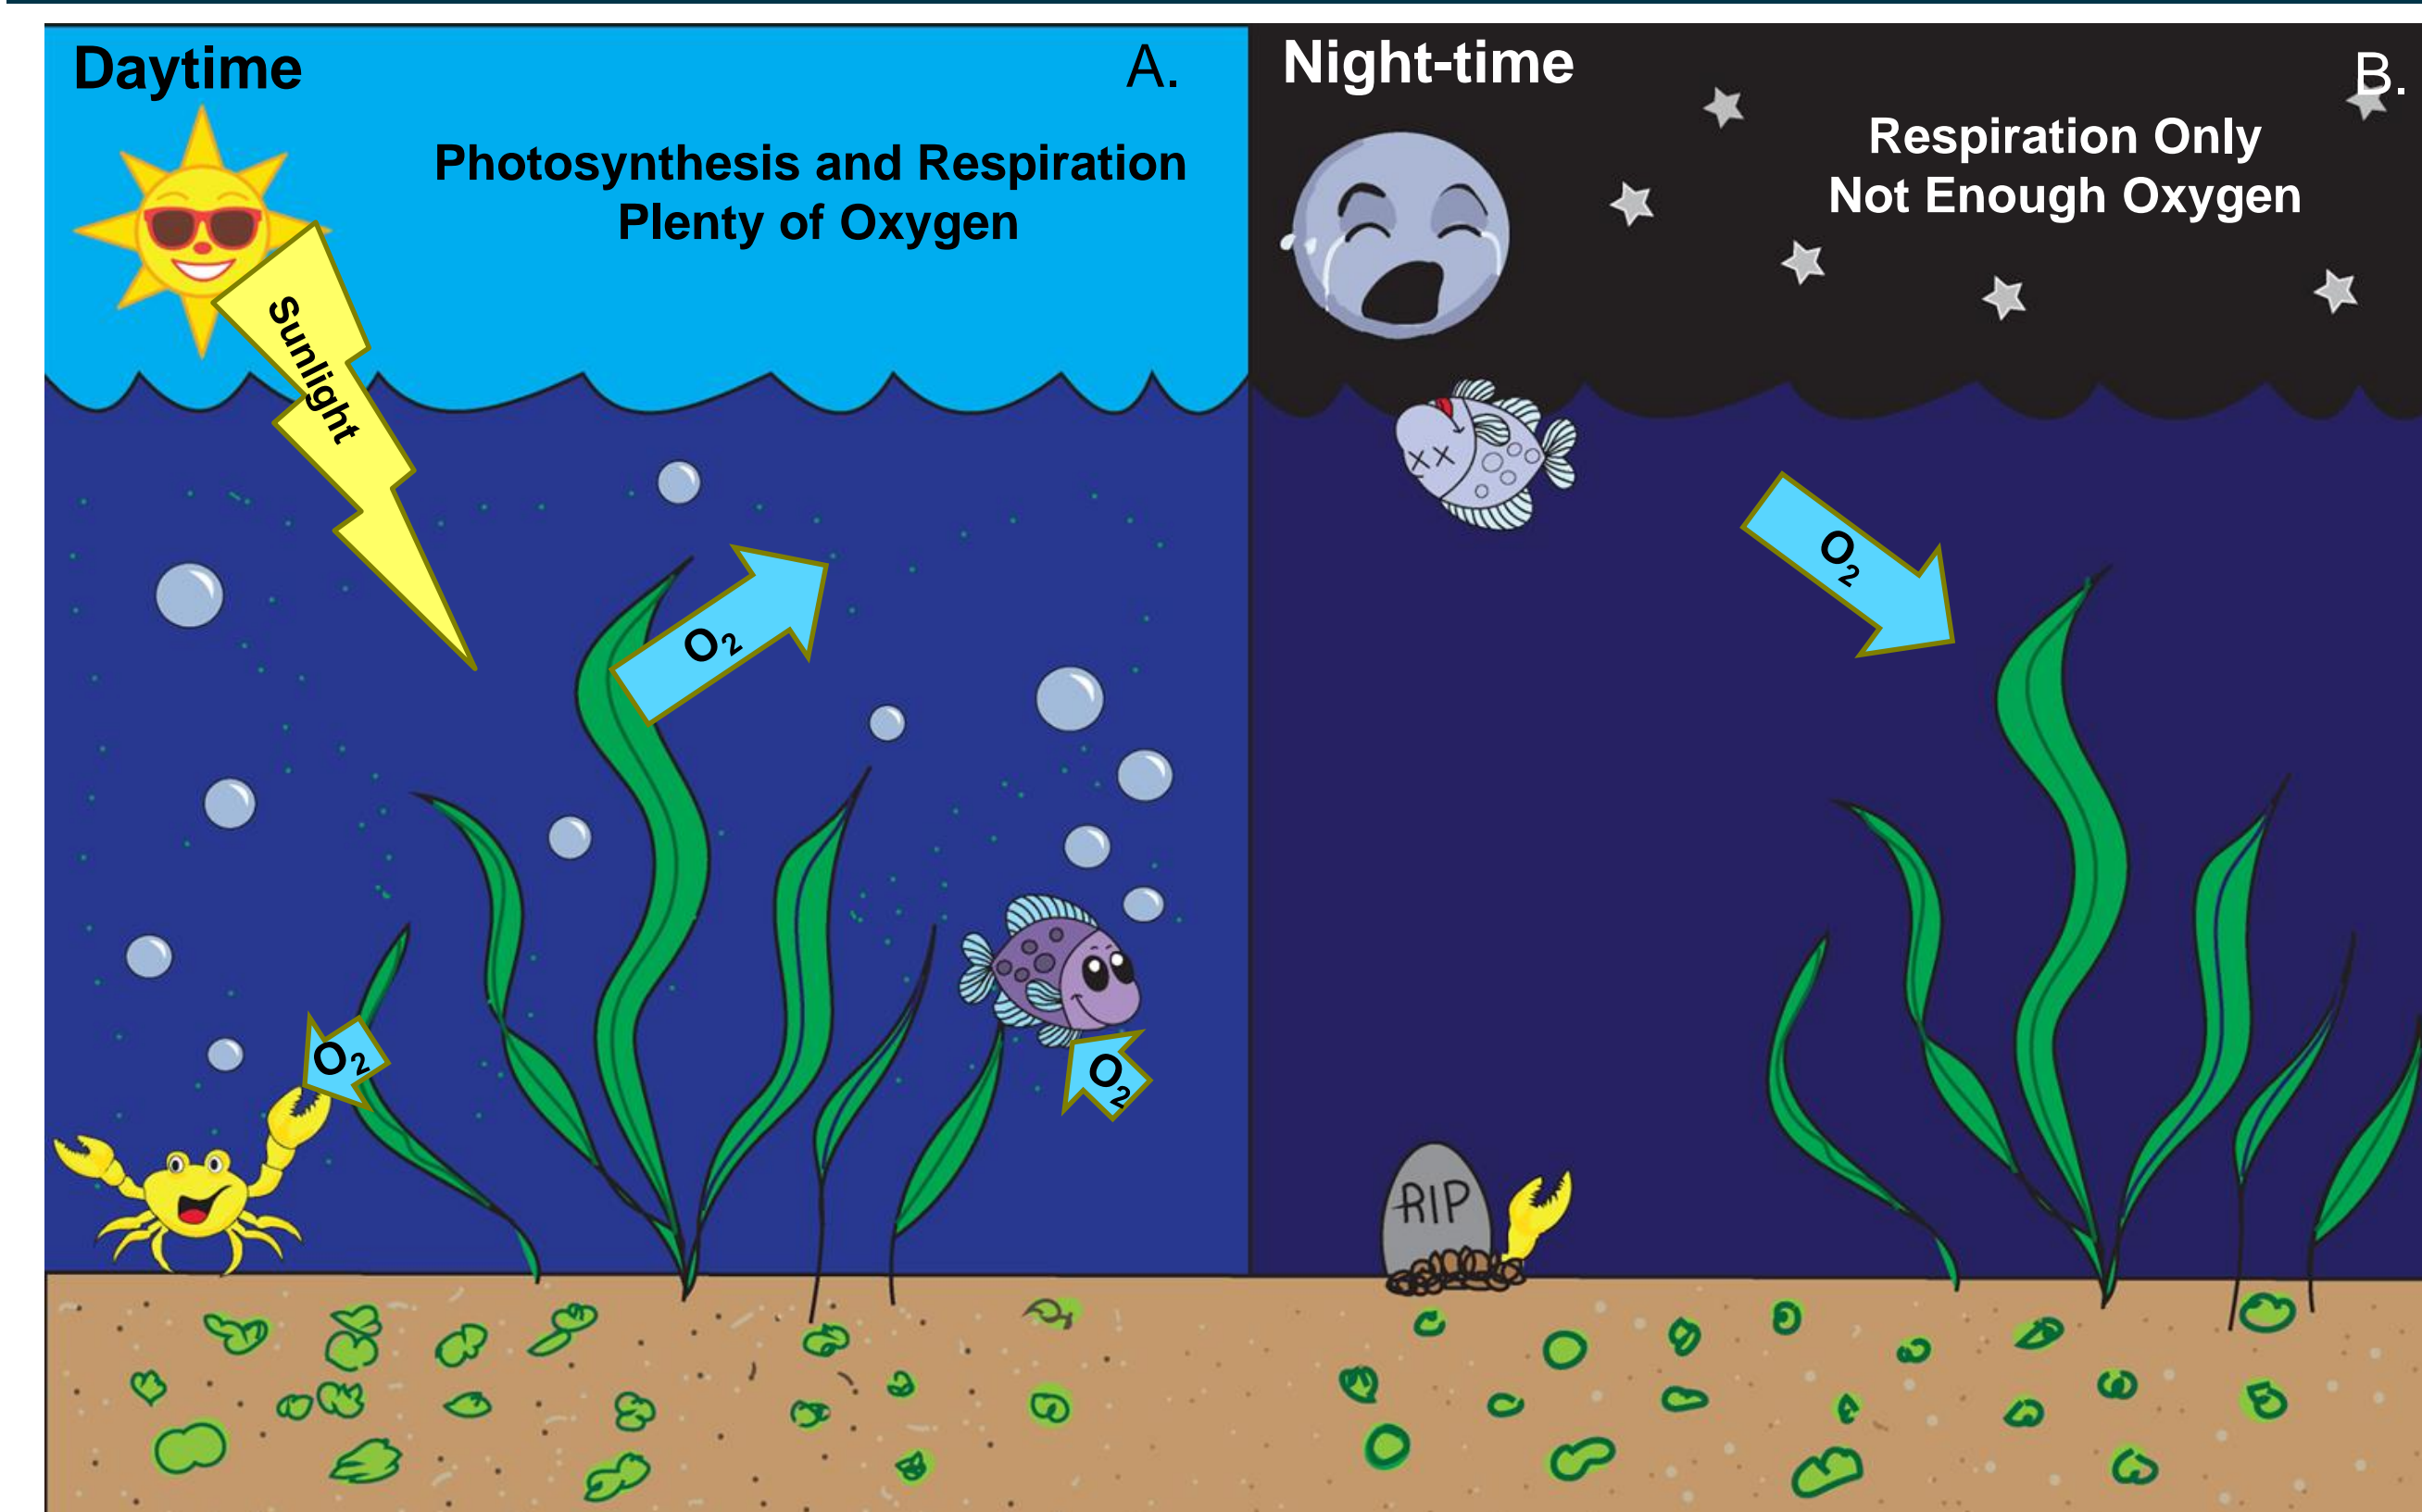 Daytime
A.
Photosynthesis and Respiration
Plenty of Oxygen
Sunlight
O₂
O₂
O₂
Night-time
B.
Respiration Only
Not Enough Oxygen
O₂
RIP